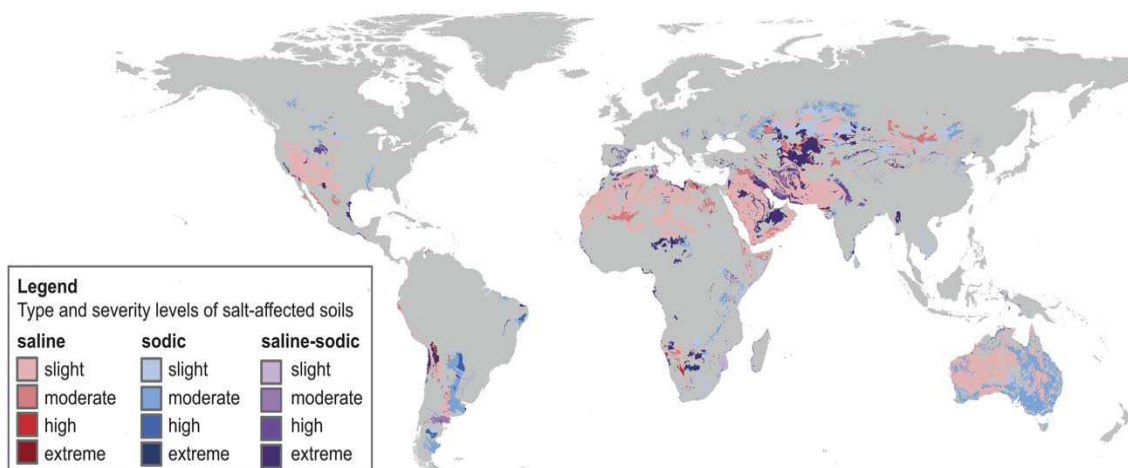 Legend
Type and severity levels of salt-affected soils
saline sodic saline-sodic
slight slight slight
moderate moderate moderate
high high high
extreme extreme extreme